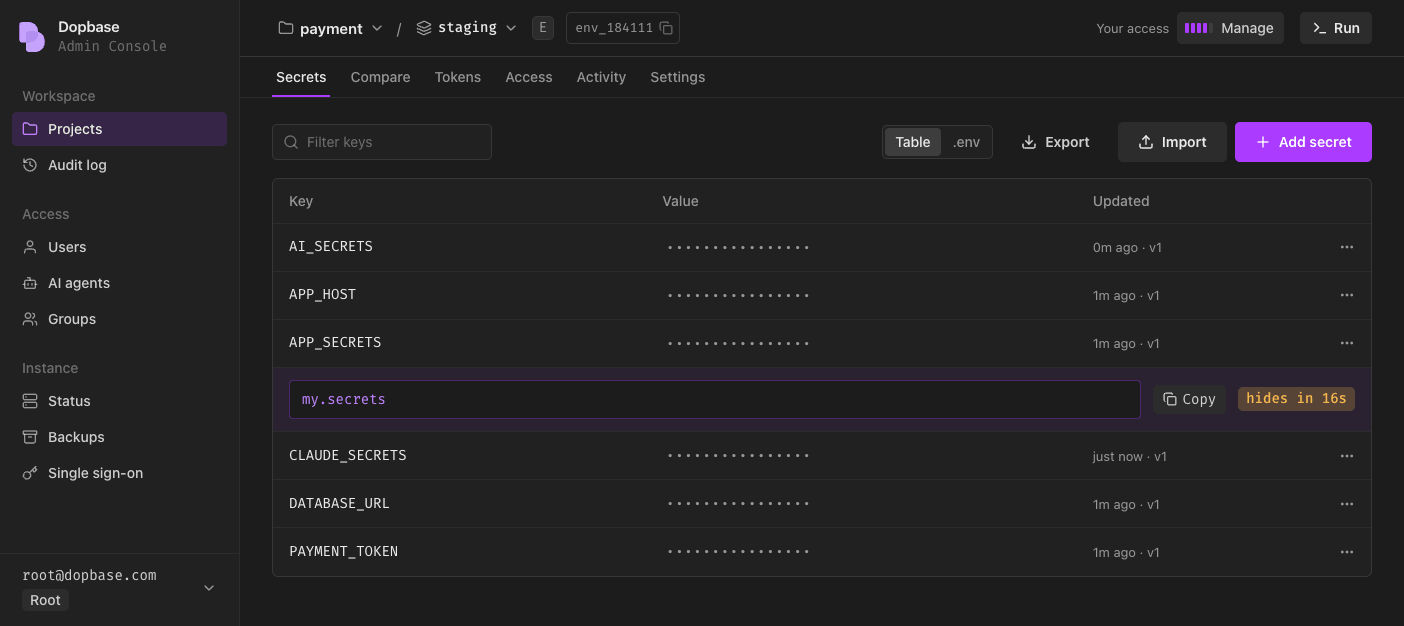 Dopbase
Admin Console
payment / staging E env_184111
Your access Manage Run
Secrets Compare Tokens Access Activity Settings
Workspace
Projects
Audit log
Access
Users
AI agents
Groups
Instance
Status
Backups
Single sign-on
root@dopbase.com
Root
Filter keys
Table .env Export Import + Add secret
Key Value Updated
AI_SECRETS •••••••••••••••• 0m ago · v1 ···
APP_HOST •••••••••••••••• 1m ago · v1 ···
APP_SECRETS •••••••••••••••• 1m ago · v1 ···
my.secrets Copy hides in 16s
CLAUDE_SECRETS •••••••••••••••• just now · v1 ···
DATABASE_URL •••••••••••••••• 1m ago · v1 ···
PAYMENT_TOKEN •••••••••••••••• 1m ago · v1 ···